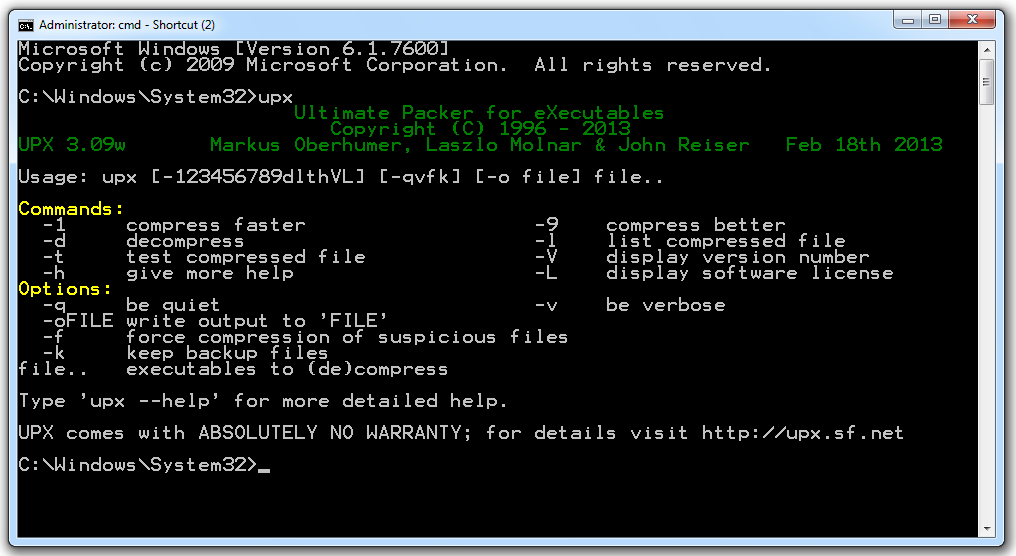 Administrator: cmd - Shortcut (2)
Microsoft Windows [Version 6.1.7600]
Copyright (c) 2009 Microsoft Corporation.  All rights reserved.
C:\Windows\System32>upx
Ultimate Packer for eXecutables
Copyright (C) 1996 - 2013
UPX 3.09w       Markus Oberhumer, Laszlo Molnar & John Reiser   Feb 18th 2013
Usage: upx [-123456789dlthVL] [-qvfk] [-o file] file..
Commands:
  -1     compress faster                   -9    compress better
  -d     decompress                        -l    list compressed file
  -t     test compressed file              -V    display version number
  -h     give more help                    -L    display software license
Options:
  -q     be quiet                          -v    be verbose
  -oFILE write output to 'FILE'
  -f     force compression of suspicious files
  -k     keep backup files
file..   executables to (de)compress
Type 'upx --help' for more detailed help.
UPX comes with ABSOLUTELY NO WARRANTY; for details visit http://upx.sf.net
C:\Windows\System32>_